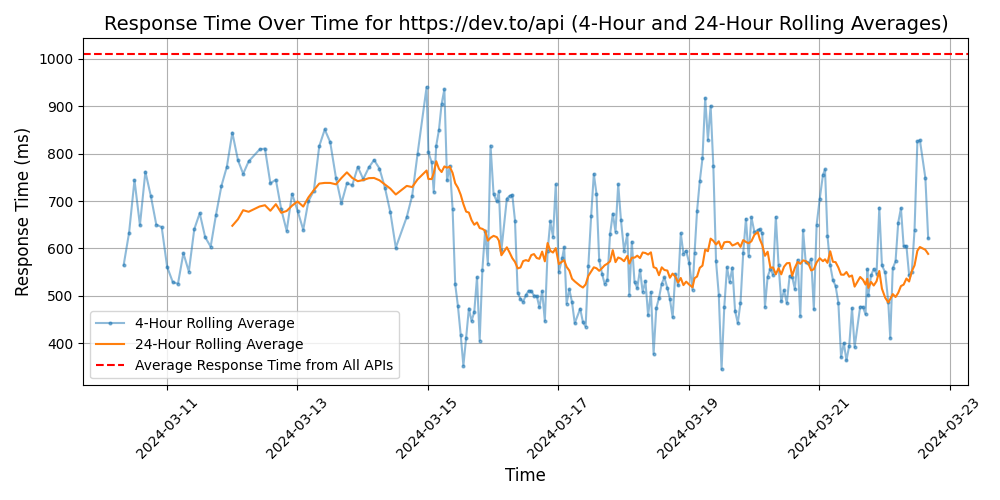 Response Time Over Time for https://dev.to/api (4-Hour and 24-Hour Rolling Averages)
Response Time (ms)
1000
900
800
700
600
500
400
4-Hour Rolling Average
24-Hour Rolling Average
Average Response Time from All APIs
2024-03-11
2024-03-13
2024-03-15
2024-03-17
2024-03-19
2024-03-21
2024-03-23
Time